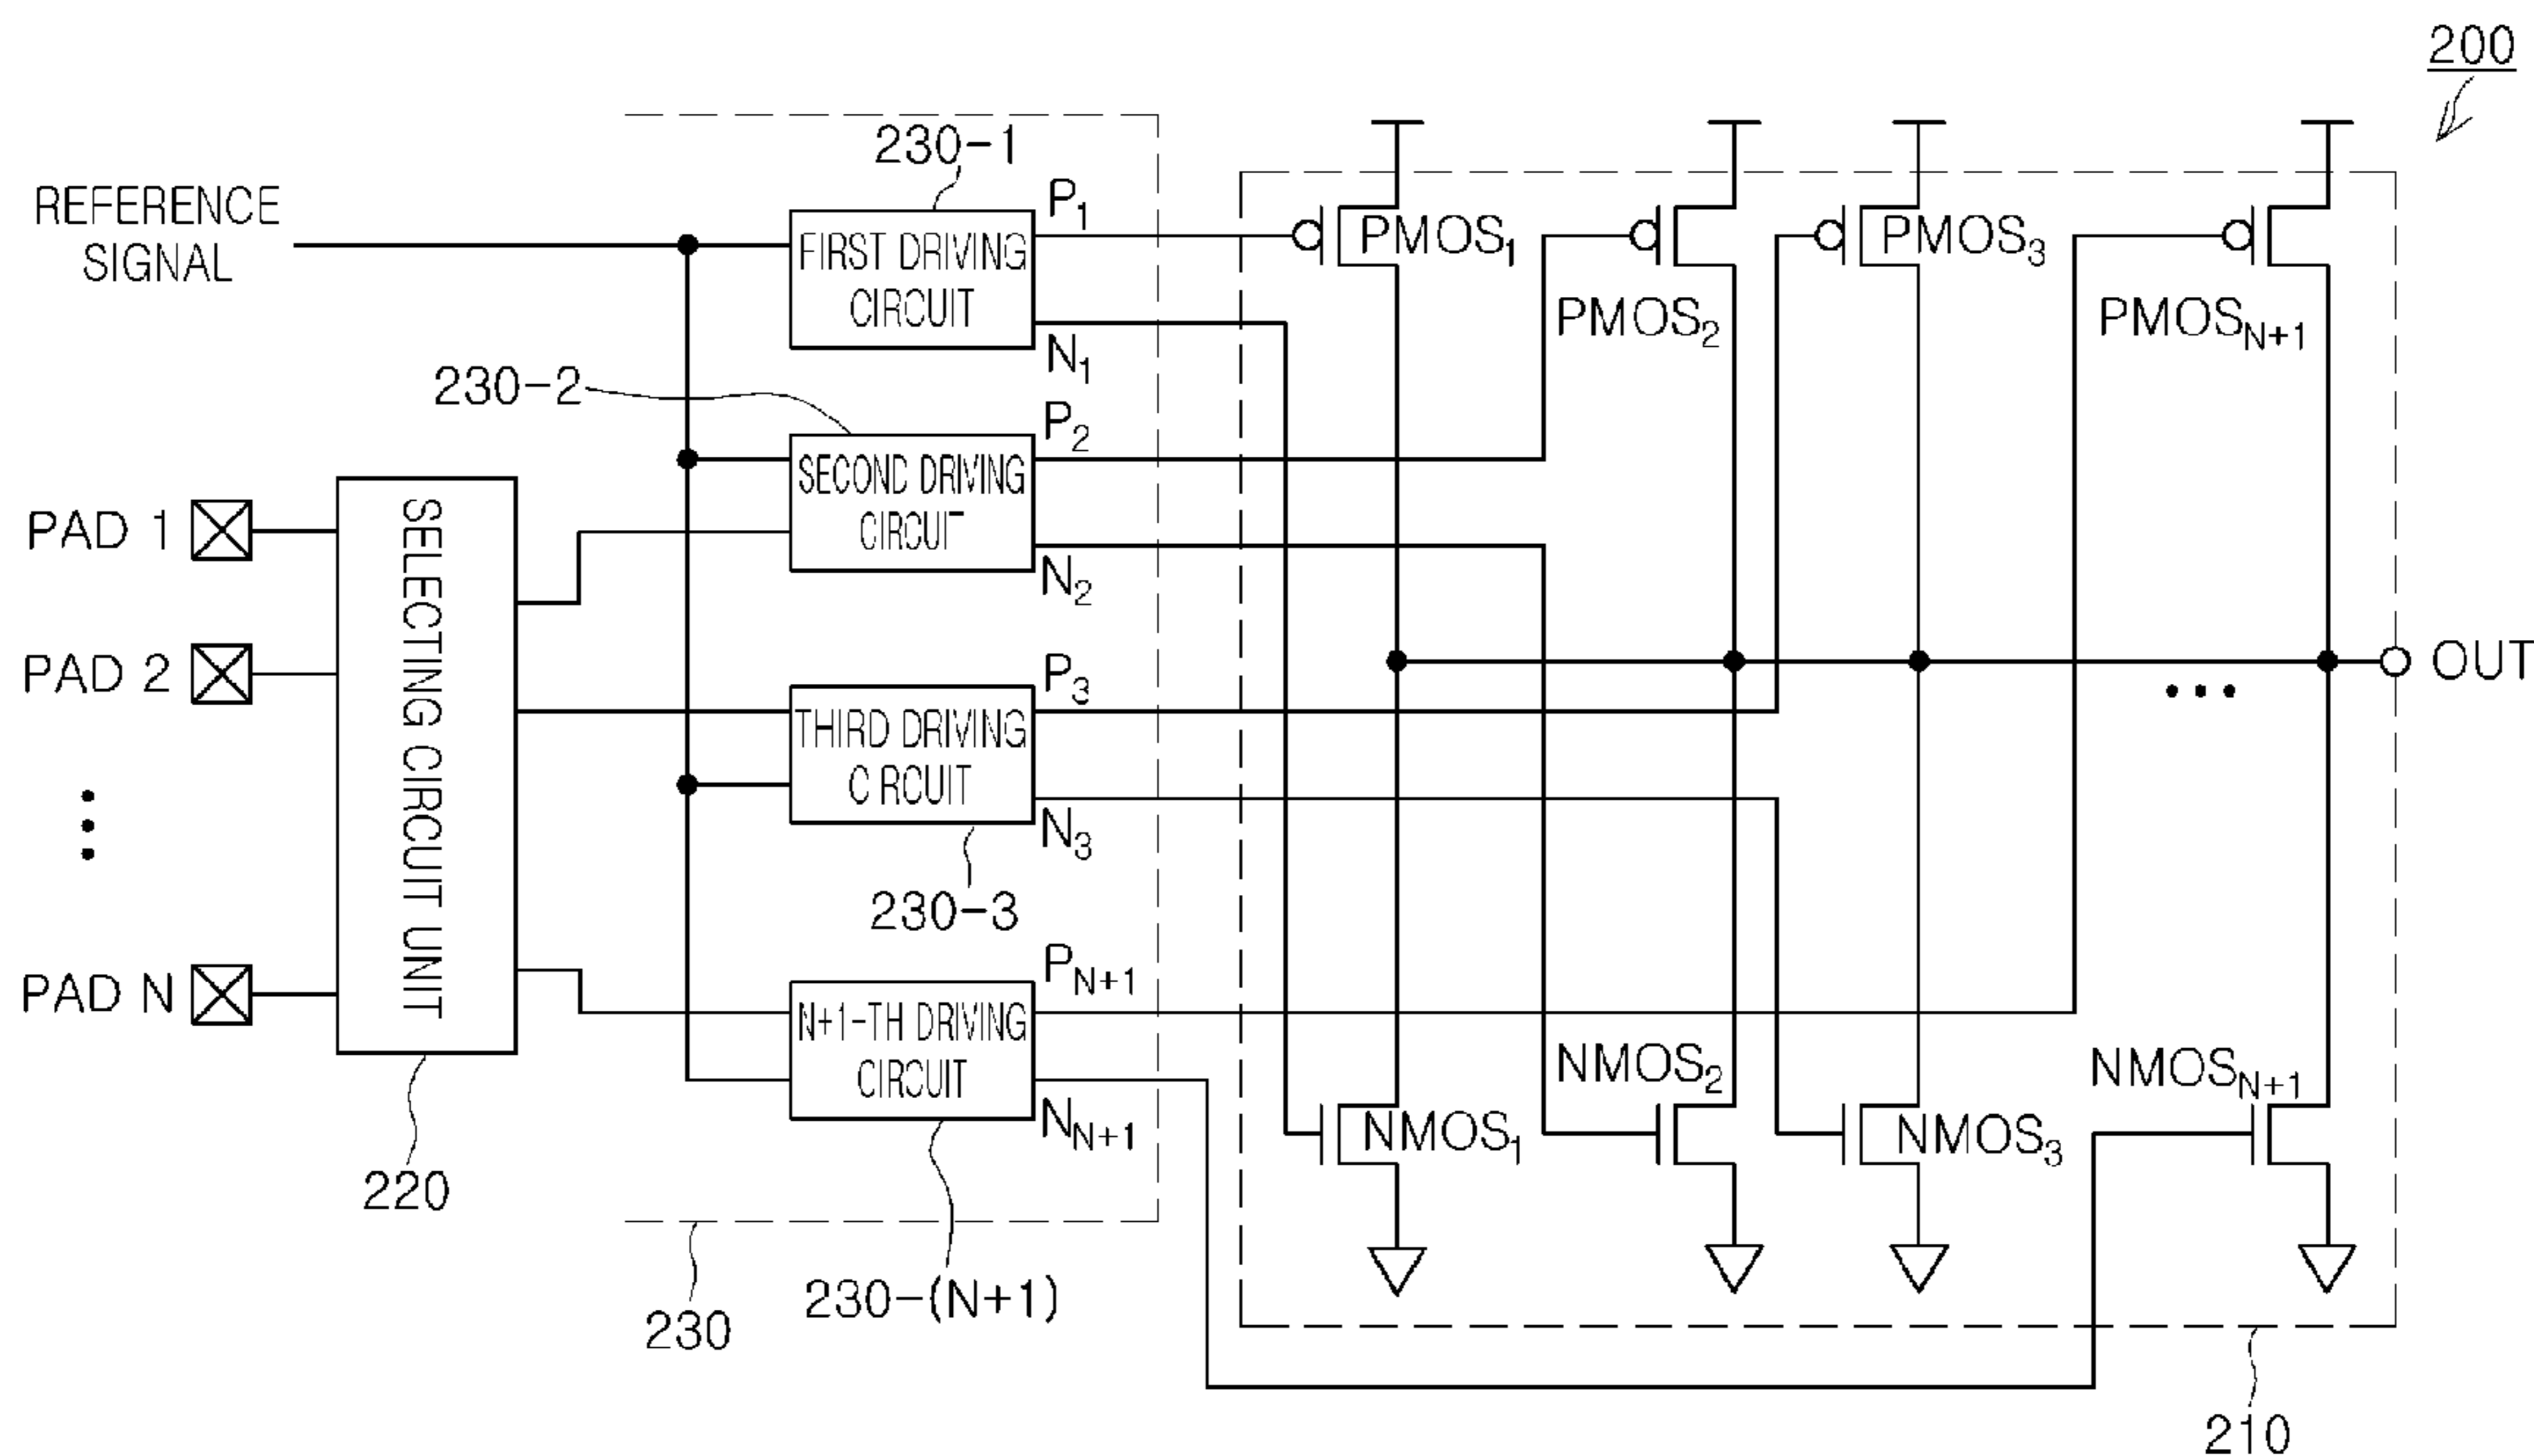 200
230-1
REFERENCE
SIGNAL
P1
FIRST DRIVING
CIRCUIT
N1
PMOS1
PMOS2
PMOS3
PMOSN+1
230-2
P2
SECOND DRIVING
CIRCUIT
N2
PAD 1
PAD 2
PAD N
SELECTING CIRCUIT UNIT
OUT
P3
THIRD DRIVING
C RCUIT
N3
230-3
PN+1
N+1-TH DRIVING
CIRCUIT
NN+1
NMOS1
NMOS2
NMOS3
NMOSN+1
220
230
230-(N+1)
210